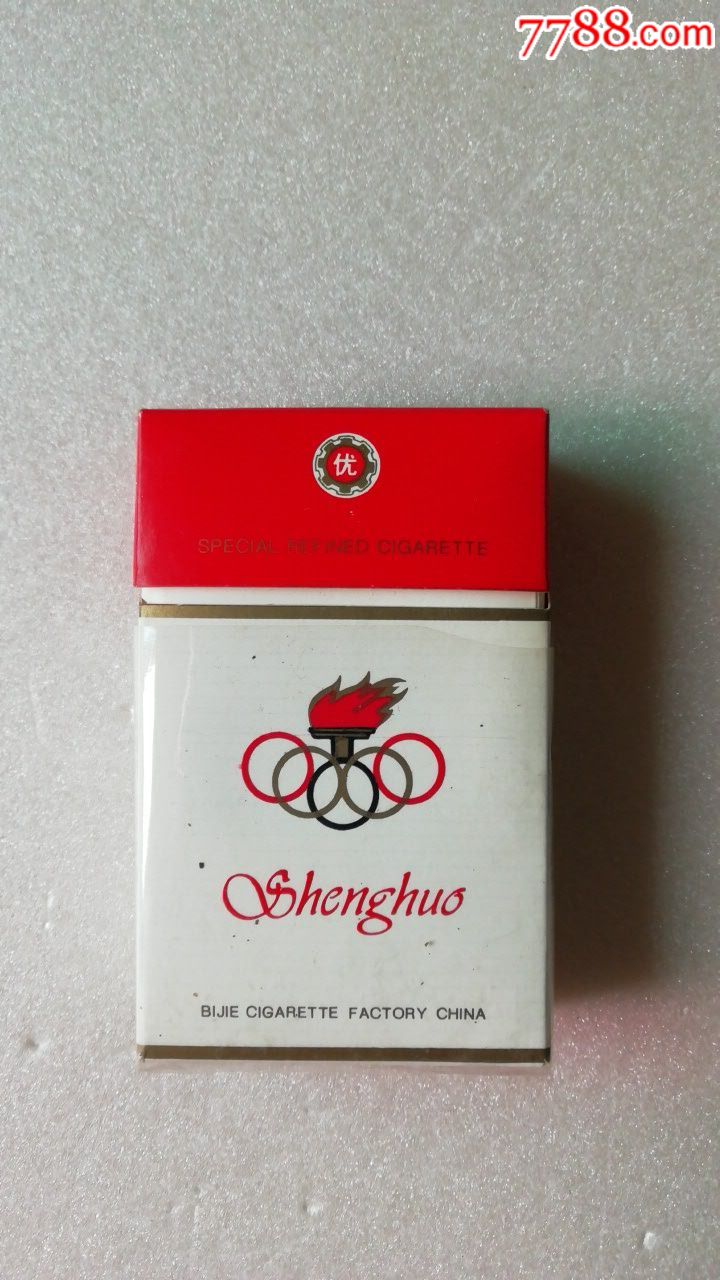 7788.com
优
SPECIAL REFINED CIGARETTE
Shenghuo
BIJIE CIGARETTE FACTORY CHINA